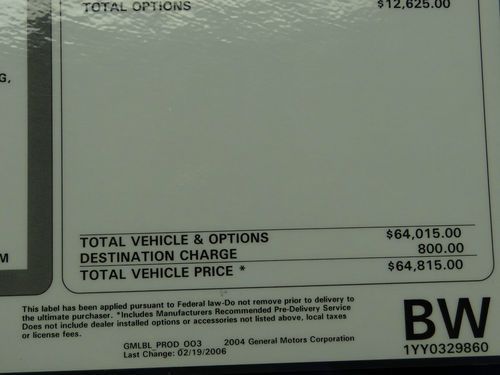 TOTAL OPTIONS $12,625.00
G,
TOTAL VEHICLE & OPTIONS $64,015.00
DESTINATION CHARGE 800.00
M
TOTAL VEHICLE PRICE * $64,815.00
This label has been applied pursuant to Federal law-Do not remove prior to delivery to
the ultimate purchaser. *Includes Manufacturers Recommended Pre-Delivery Service
Does not include dealer installed options or accessories not listed above, local taxes
or license fees.
BW
GMLBL_PROD_003 2004 General Motors Corporation
Last Change: 02/19/2006
1YY0329860